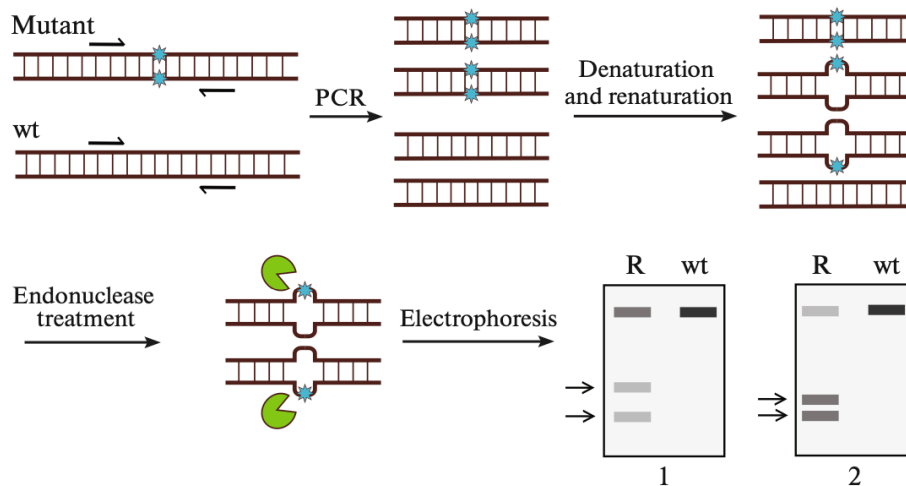 Mutant
wt
PCR
Denaturation
and renaturation
Endonuclease
treatment
Electrophoresis
R wt
1
R wt
2